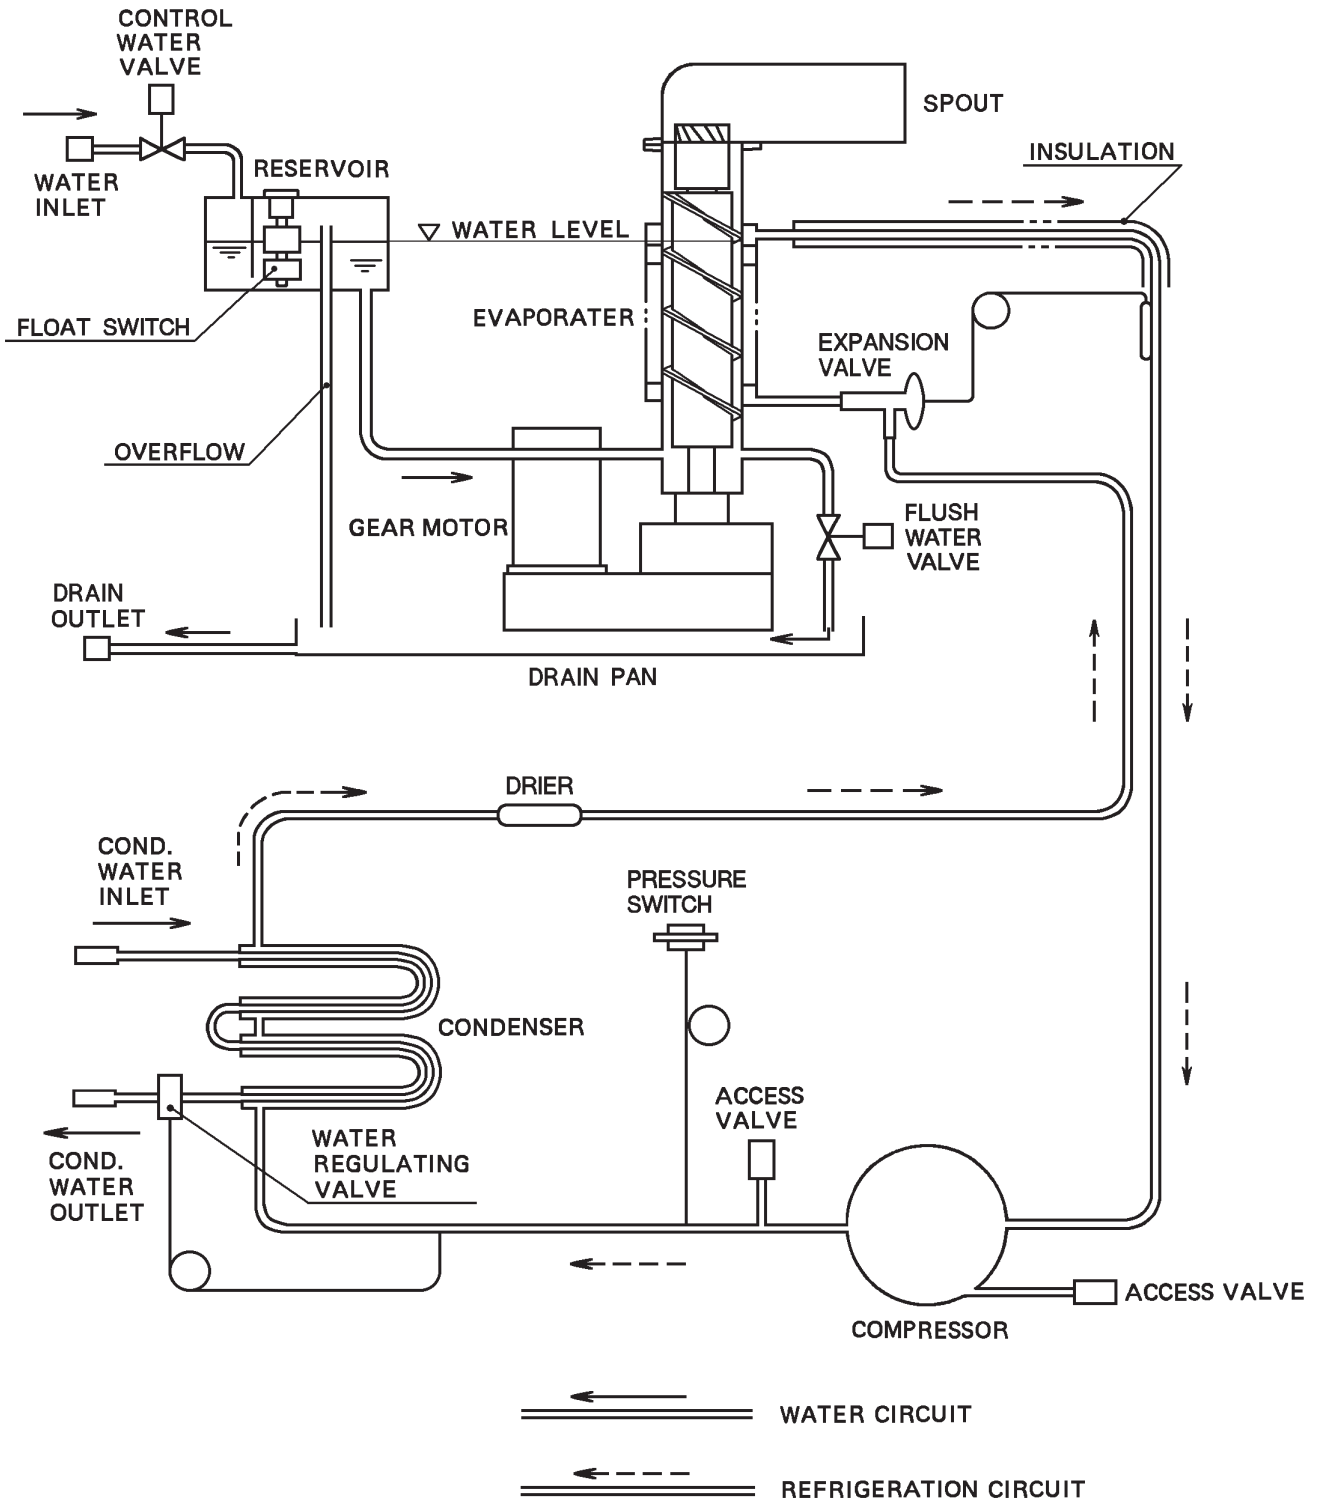 CONTROL
WATER
VALVE
SPOUT
INSULATION
RESERVOIR
WATER
INLET
WATER LEVEL
FLOAT SWITCH
EVAPORATER
EXPANSION
VALVE
OVERFLOW
GEAR MOTOR
FLUSH
WATER
VALVE
DRAIN
OUTLET
DRAIN PAN
DRIER
COND.
WATER
INLET
PRESSURE
SWITCH
CONDENSER
ACCESS
VALVE
WATER
REGULATING
VALVE
COND.
WATER
OUTLET
ACCESS VALVE
COMPRESSOR
WATER CIRCUIT
REFRIGERATION CIRCUIT